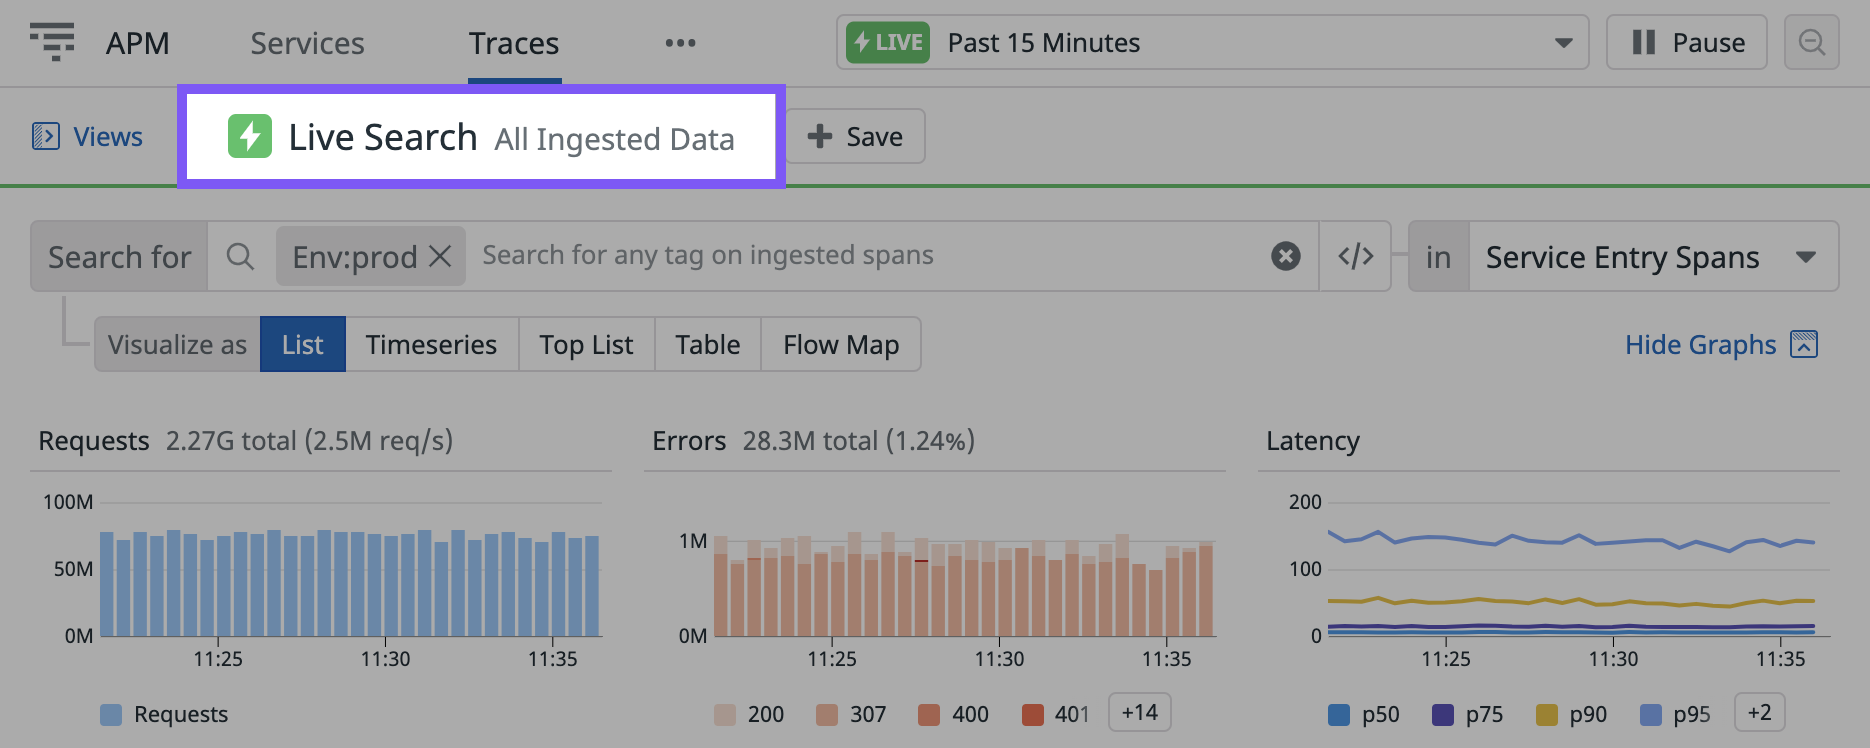 APM Services Traces LIVE Past 15 Minutes Pause
Views Live Search All Ingested Data Save
Search for Env:prod Search for any tag on ingested spans </> in Service Entry Spans
Visualize as List Timeseries Top List Table Flow Map Hide Graphs
Requests 2.27G total (2.5M req/s)
100M
50M
0M
11:25 11:30 11:35
Requests
Errors 28.3M total (1.24%)
1M
0M
11:25 11:30 11:35
200 307 400 401 +14
Latency
200
100
0
11:25 11:30 11:35
p50 p75 p90 p95 +2